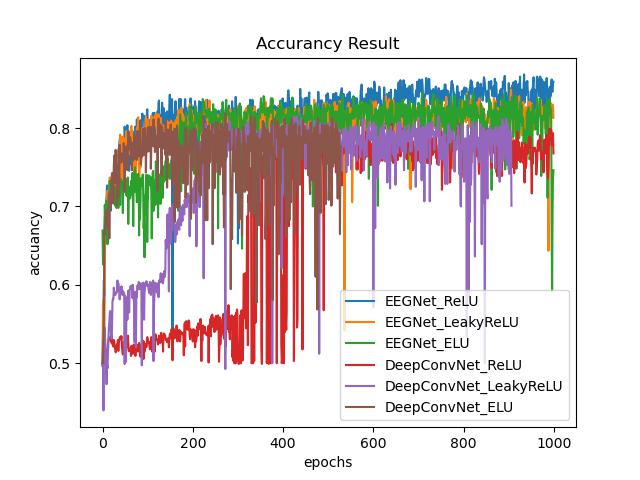 Accurancy Result
accuancy
0.8
0.7
0.6
0.5
0
200
400
600
800
1000
epochs
EEGNet_ReLU
EEGNet_LeakyReLU
EEGNet_ELU
DeepConvNet_ReLU
DeepConvNet_LeakyReLU
DeepConvNet_ELU